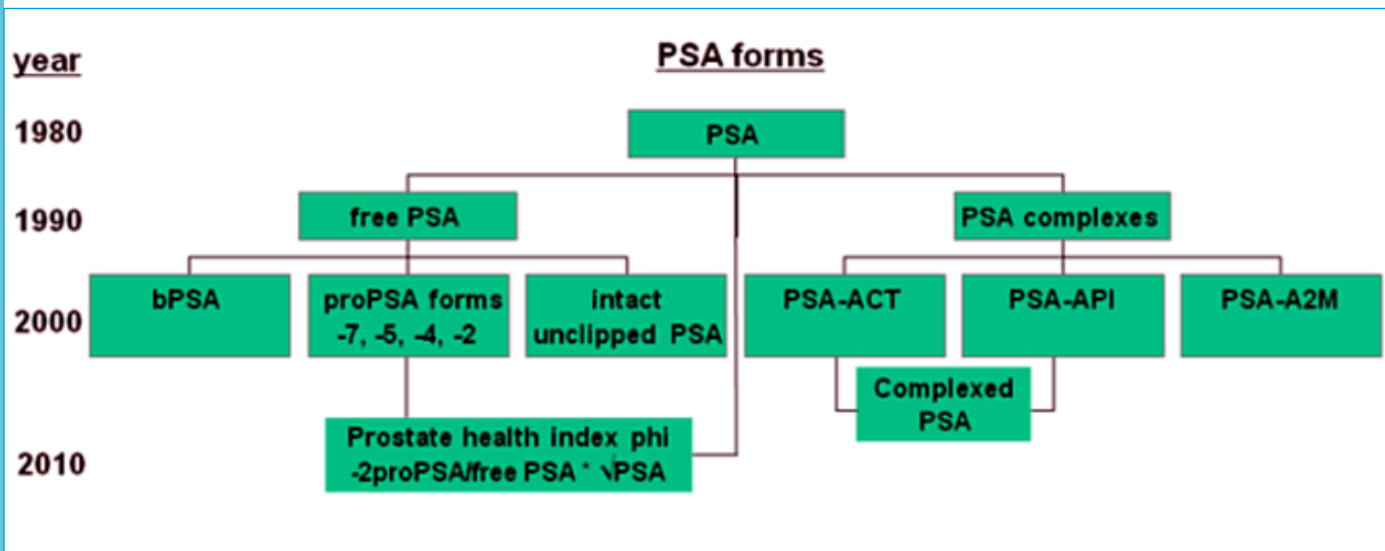 year
PSA forms
1980
PSA
1990
free PSA
PSA complexes
2000
bPSA
proPSA forms
-7, -5, -4, -2
intact
unclipped PSA
PSA-ACT
PSA-API
PSA-A2M
Complexed
PSA
2010
Prostate health index phi
-2proPSA/free PSA * √PSA